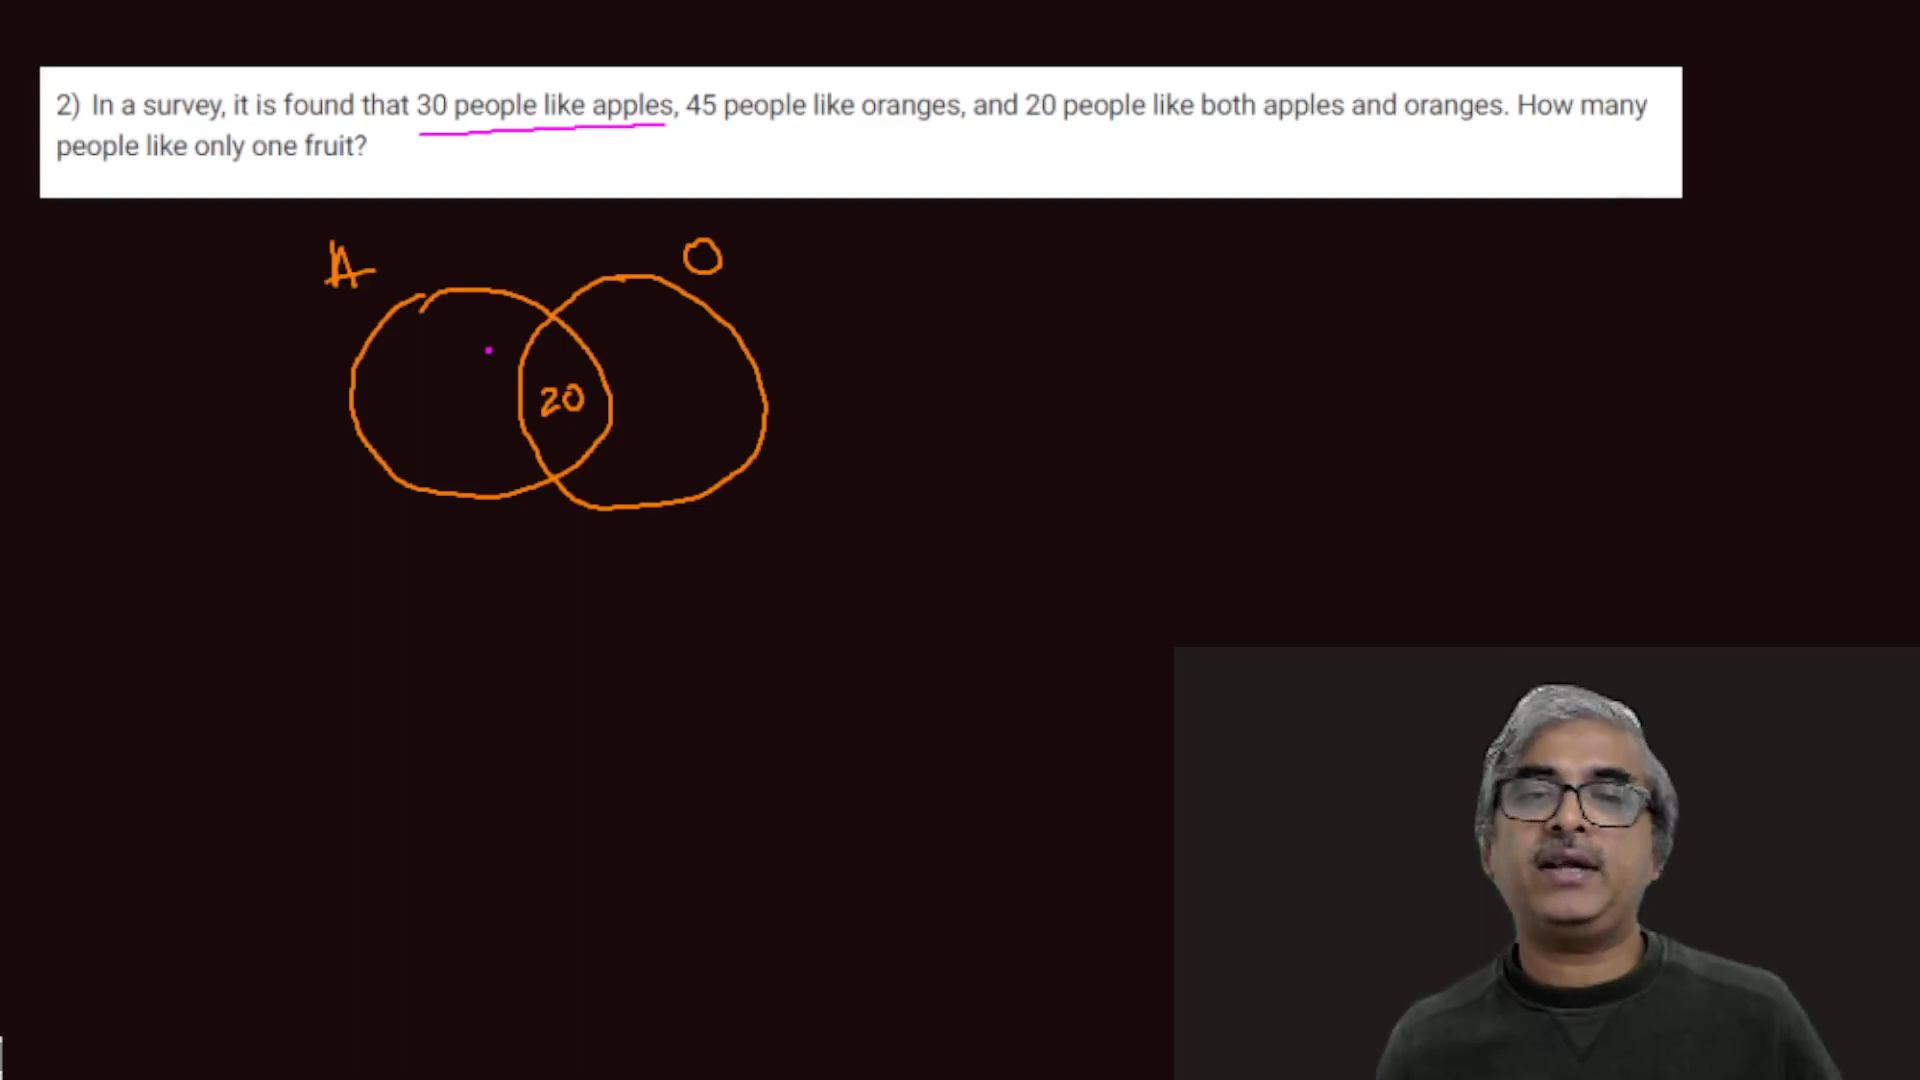 2) In a survey, it is found that 30 people like apples, 45 people like oranges, and 20 people like both apples and oranges. How many
people like only one fruit?
A
O
20